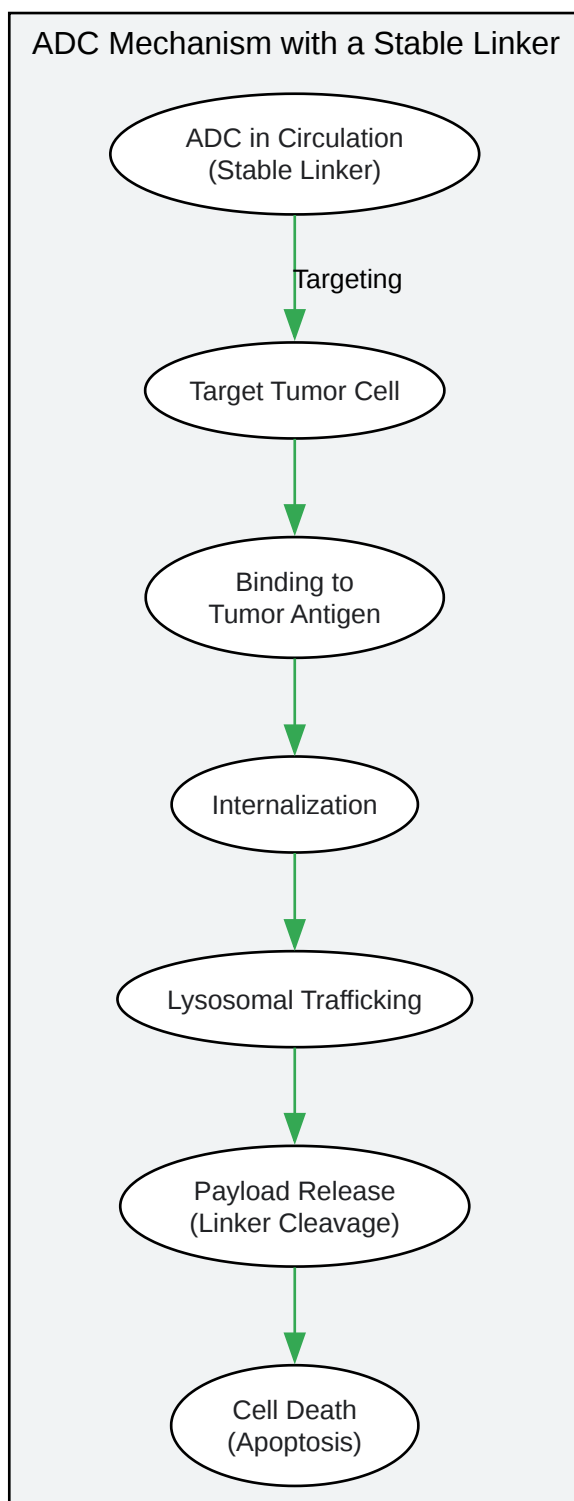 ADC Mechanism with a Stable Linker
ADC in Circulation
(Stable Linker)
Targeting
Target Tumor Cell
Binding to
Tumor Antigen
Internalization
Lysosomal Trafficking
Payload Release
(Linker Cleavage)
Cell Death
(Apoptosis)